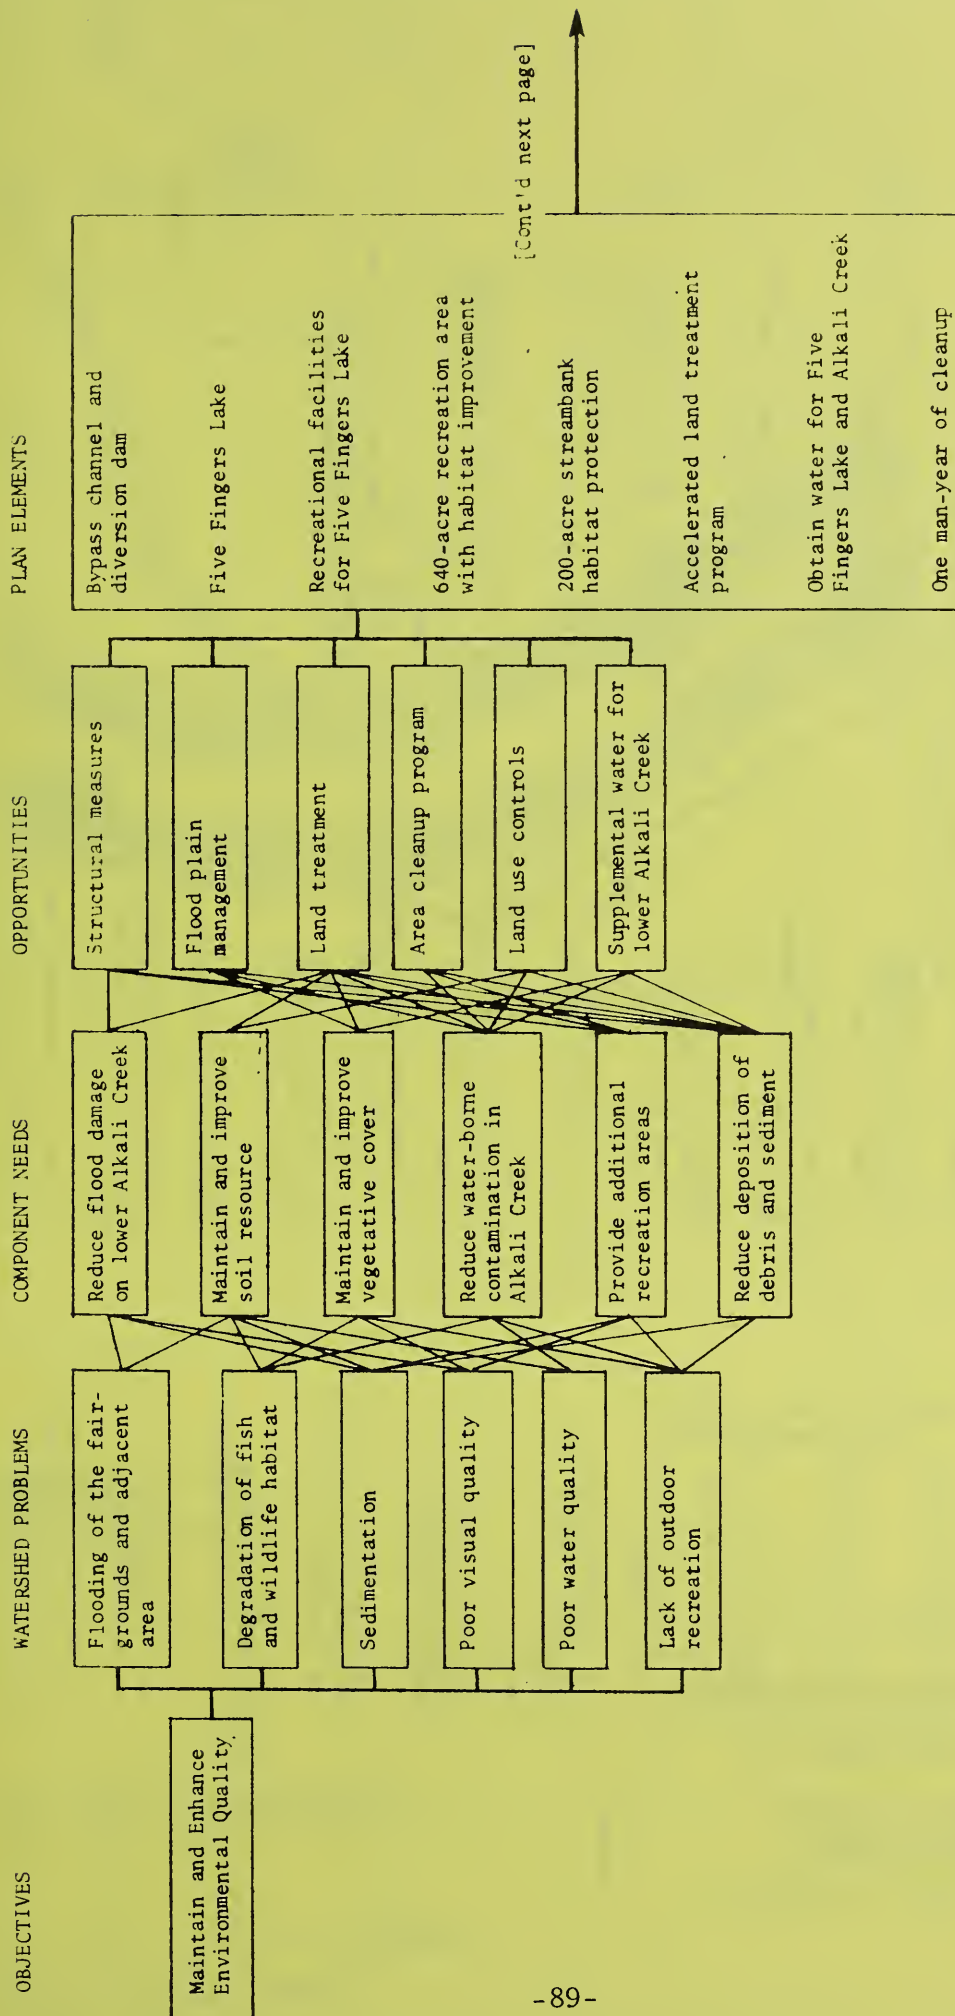 OBJECTIVES
Maintain and Enhance
Environmental Quality
WATERSHED PROBLEMS
Flooding of the fair-
grounds and adjacent
area
Degradation of fish
and wildlife habitat
Sedimentation
Poor visual quality
Poor water quality
Lack of outdoor
recreation
COMPONENT NEEDS
Reduce flood damage
on lower Alkali Creek
Maintain and improve
soil resource
Maintain and improve
vegetative cover
Reduce water-borne
contamination in
Alkali Creek
Provide additional
recreation areas
Reduce deposition of
debris and sediment
OPPORTUNITIES
Structural measures
Flood plain
management
Land treatment
Area cleanup program
Land use controls
Supplemental water for
lower Alkali Creek
PLAN ELEMENTS
Bypass channel and
diversion dam
Five Fingers Lake
Recreational facilities
for Five Fingers Lake
640-acre recreation area
with habitat improvement
200-acre streambank
habitat protection
Accelerated land treatment
program
Obtain water for Five
Fingers Lake and Alkali Creek
One man-year of cleanup
[Cont'd next page]
-89-